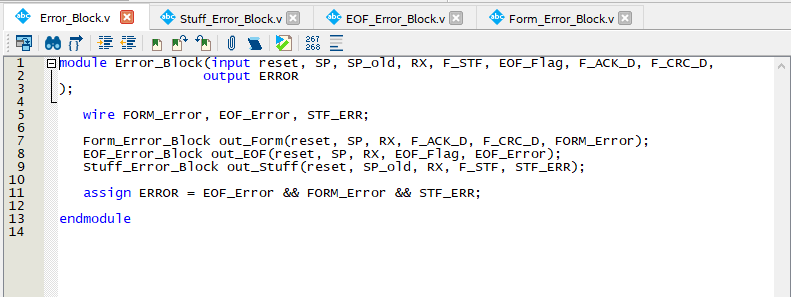 Error_Block.v
Stuff_Error_Block.v
EOF_Error_Block.v
Form_Error_Block.v
267
268
1 module Error_Block(input reset, SP, SP_old, RX, F_STF, EOF_Flag, F_ACK_D, F_CRC_D,
2 output ERROR
3 );
4
5 wire FORM_Error, EOF_Error, STF_ERR;
6
7 Form_Error_Block out_Form(reset, SP, RX, F_ACK_D, F_CRC_D, FORM_Error);
8 EOF_Error_Block out_EOF(reset, SP, RX, EOF_Flag, EOF_Error);
9 Stuff_Error_Block out_Stuff(reset, SP_old, RX, F_STF, STF_ERR);
10
11 assign ERROR = EOF_Error && FORM_Error && STF_ERR;
12
13 endmodule
14